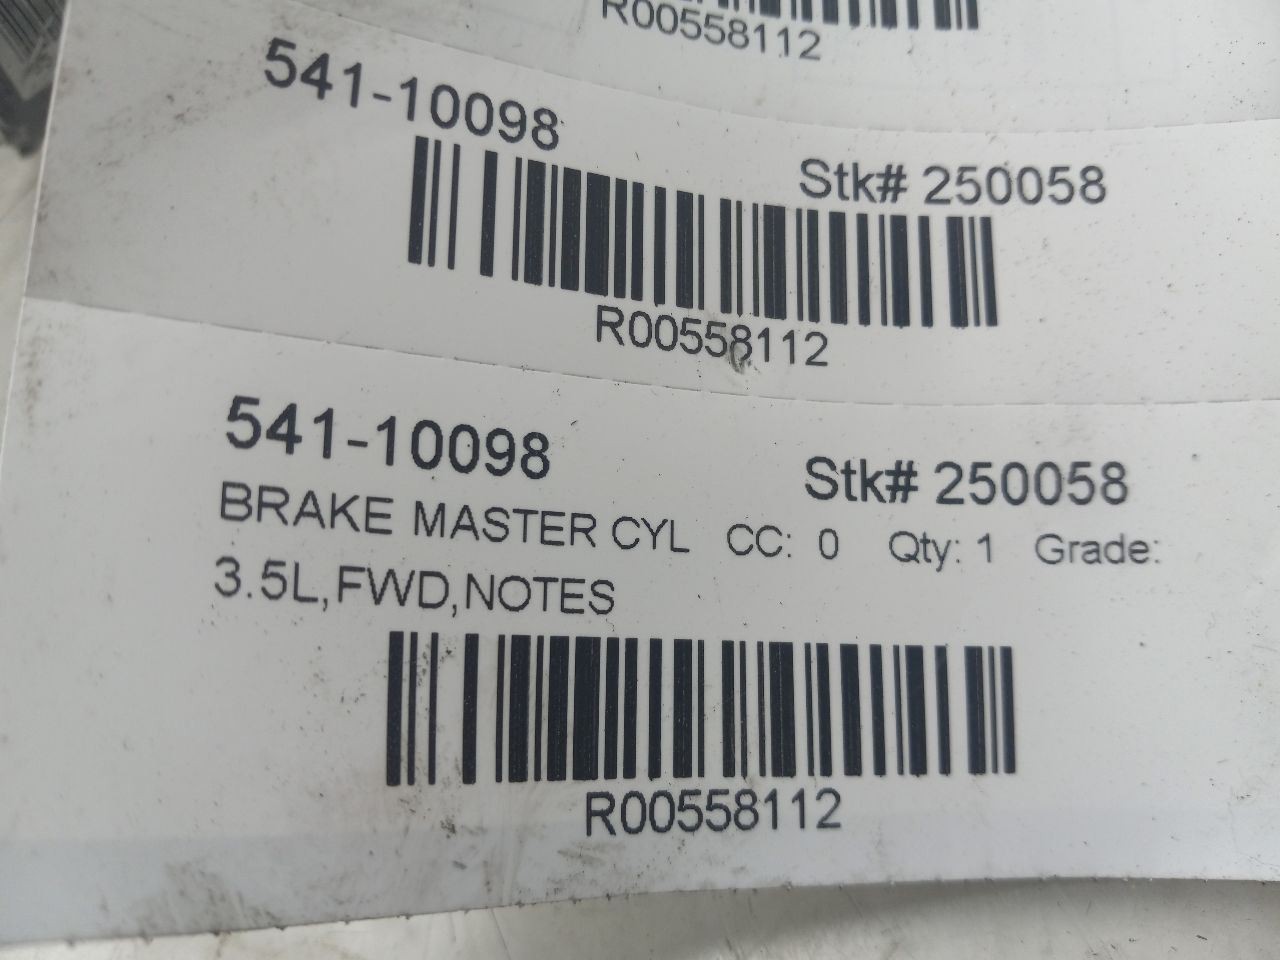 R00558112
541-10098
Stk# 250058
R00558112
541-10098
Stk# 250058
BRAKE MASTER CYL CC: 0 Qty: 1 Grade:
3.5L,FWD,NOTES
R00558112